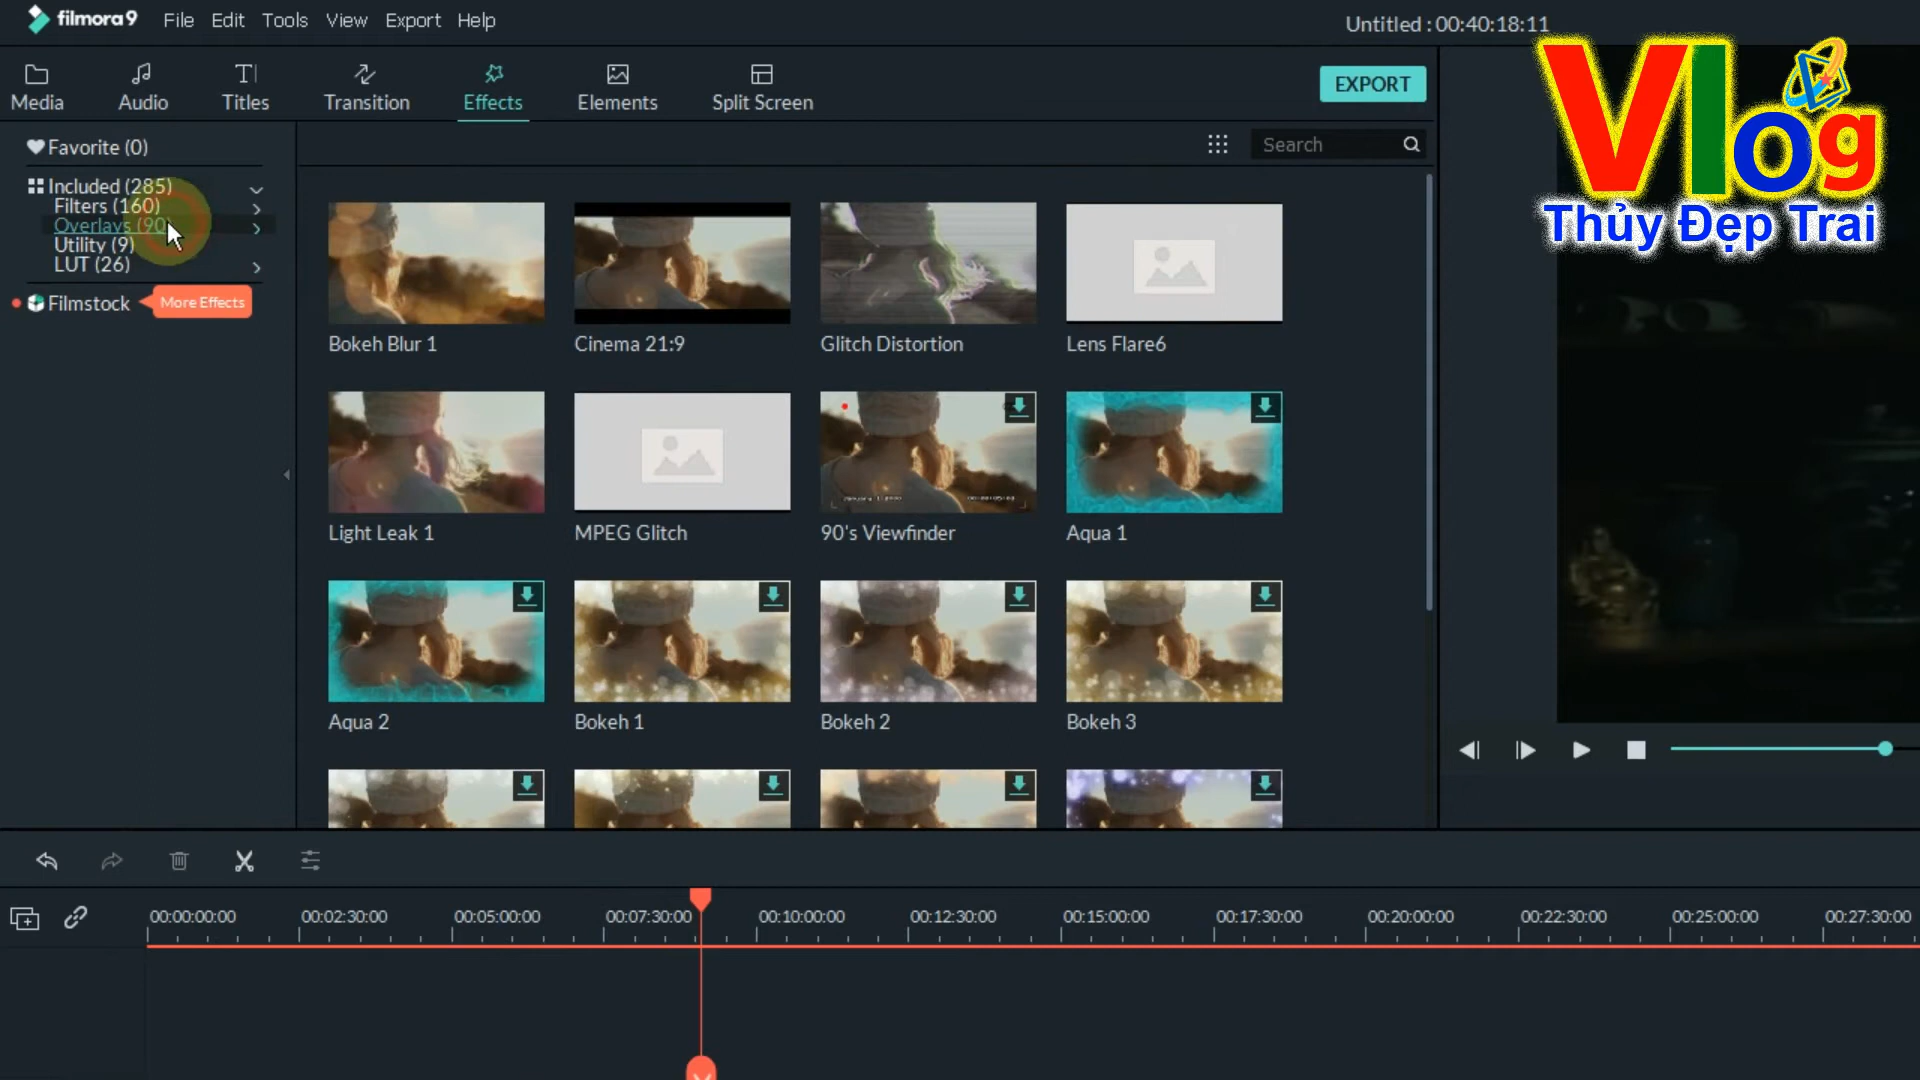 filmora9 File Edit Tools View Export Help
Untitled : 00:40:18:11
Media Audio Titles Transition Effects Elements Split Screen
EXPORT
Vlog
Thủy Đẹp Trai
Favorite (0)
Search
Included (285)
Filters (160)
Overlays (90)
Utility (9)
LUT (26)
Filmstock More Effects
Bokeh Blur 1 Cinema 21:9 Glitch Distortion Lens Flare6
Light Leak 1 MPEG Glitch 90's Viewfinder Aqua 1
Aqua 2 Bokeh 1 Bokeh 2 Bokeh 3
00:00:00:00 00:02:30:00 00:05:00:00 00:07:30:00 00:10:00:00 00:12:30:00 00:15:00:00 00:17:30:00 00:20:00:00 00:22:30:00 00:25:00:00 00:27:30:00